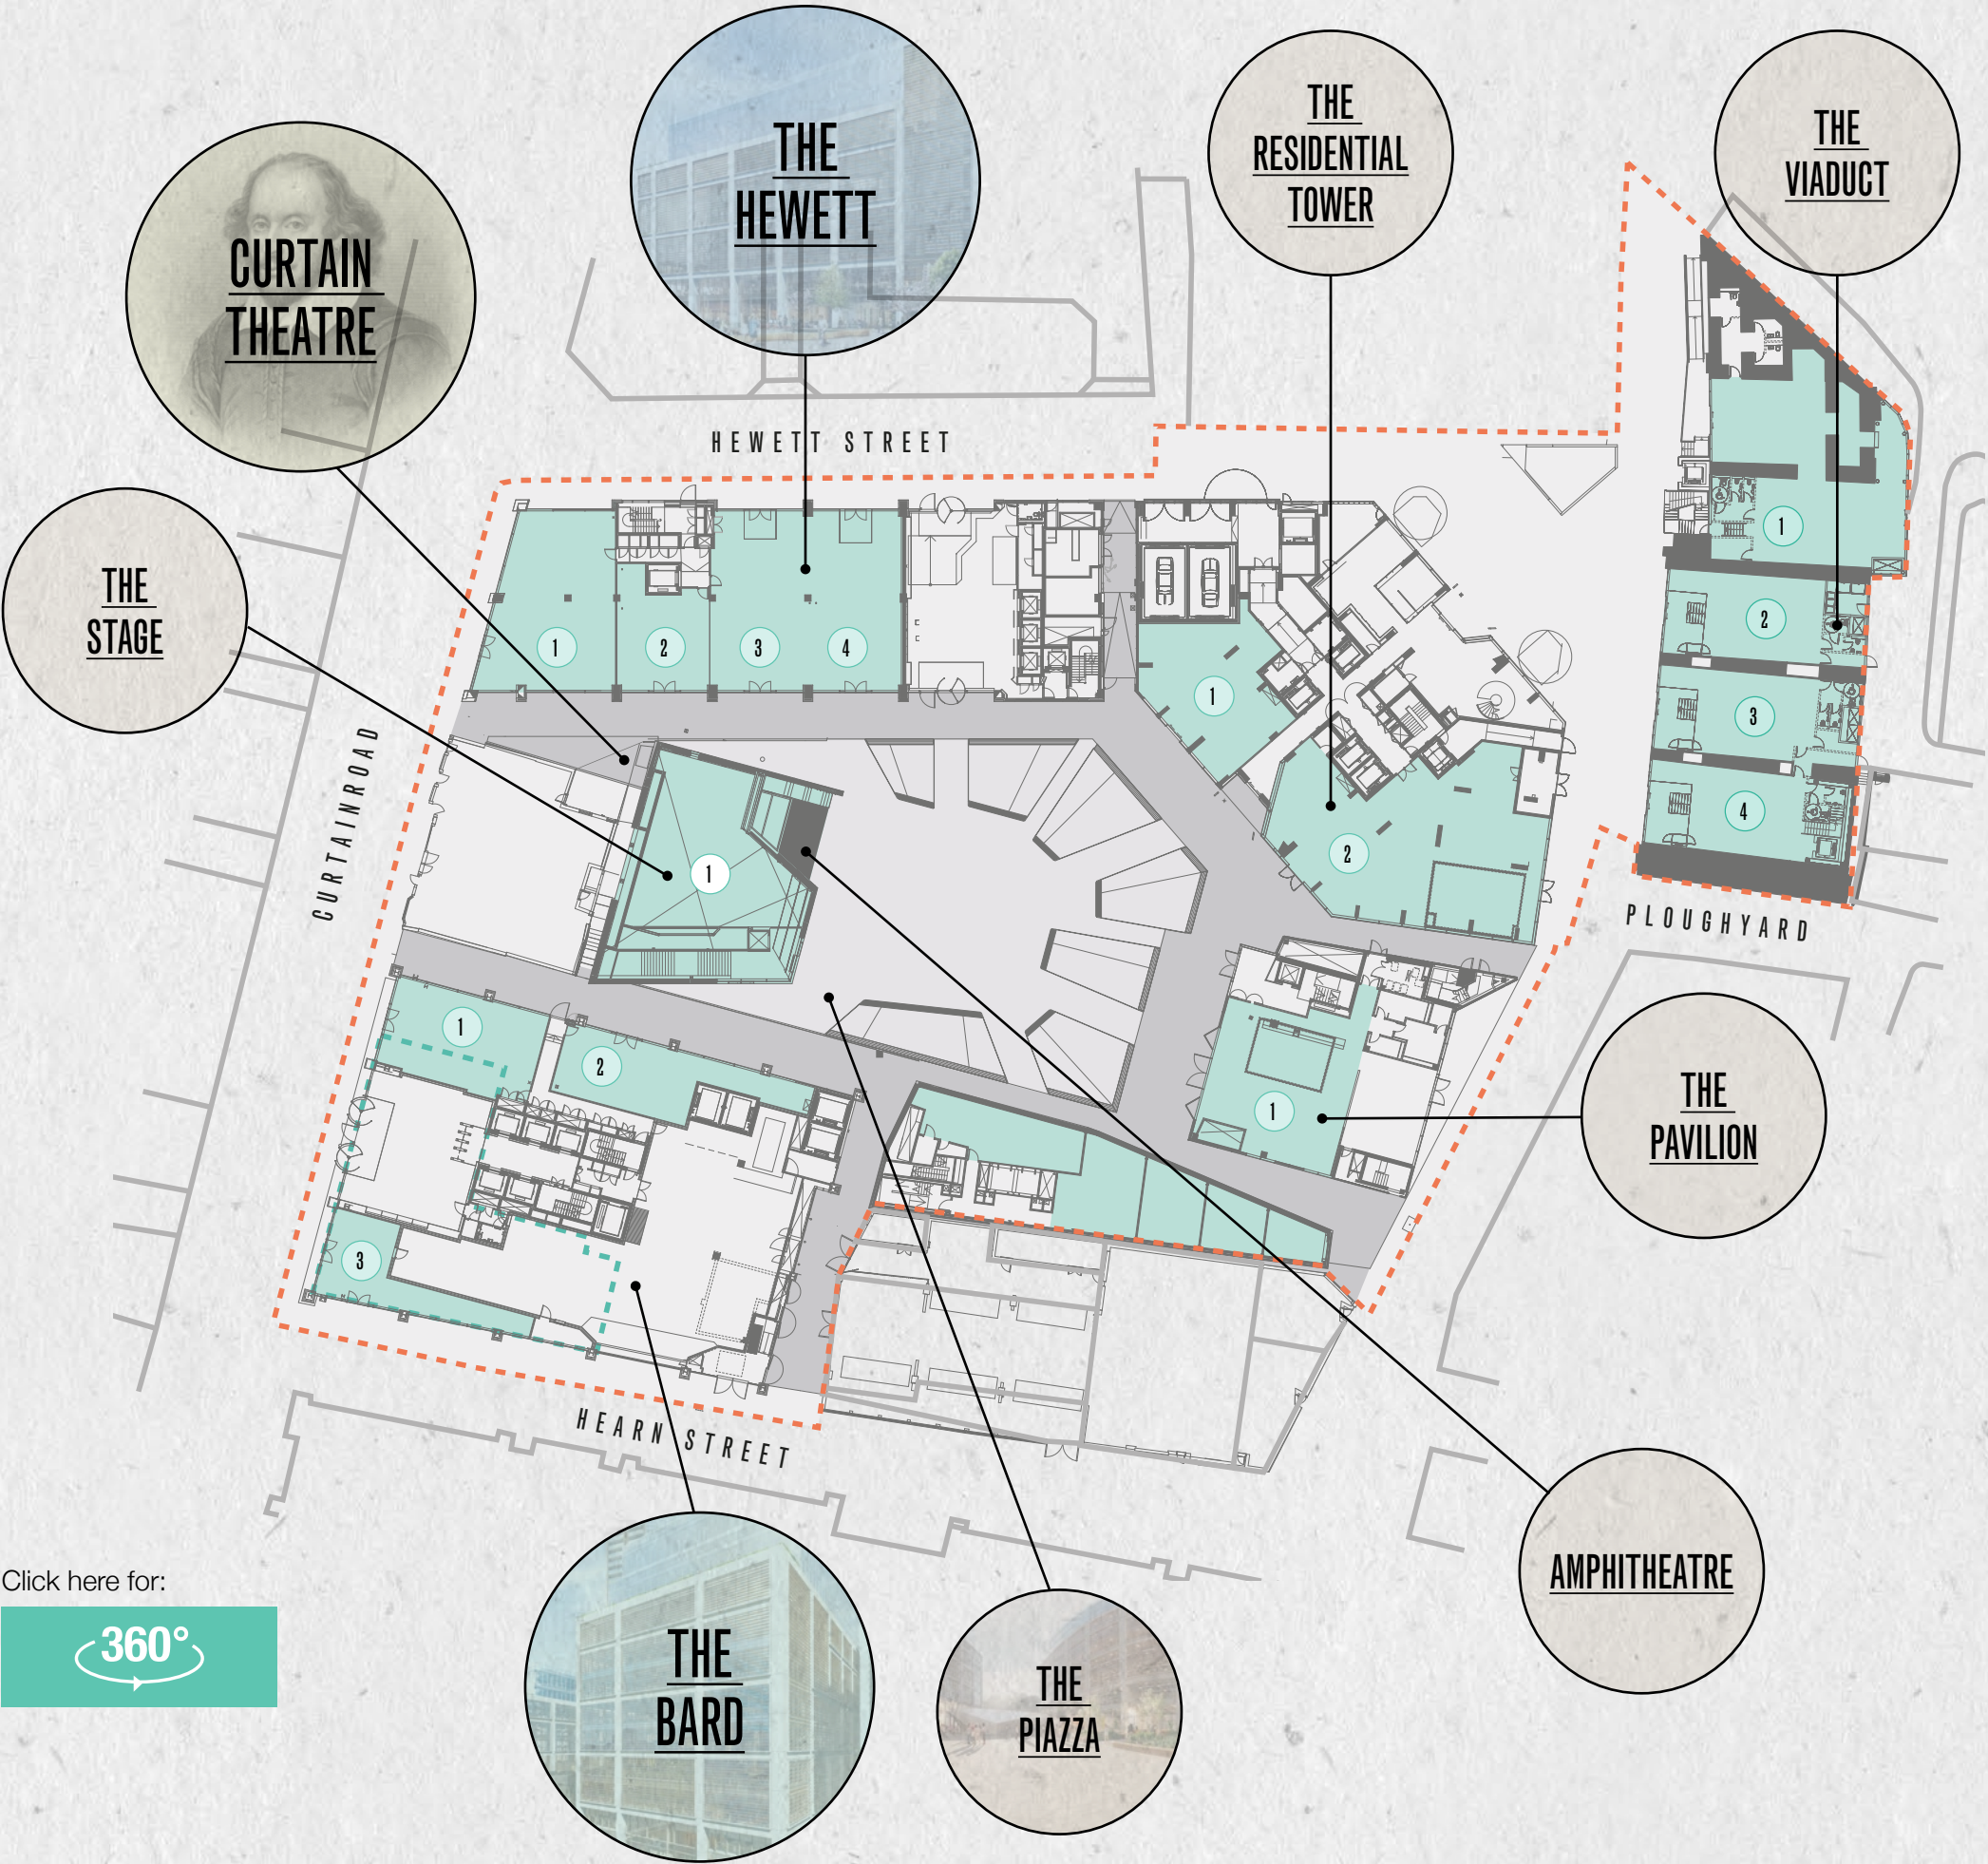 THE
HEWETT
THE
RESIDENTIAL
TOWER
THE
VIADUCT
CURTAIN
THEATRE
HEWETT STREET
THE
STAGE
1
2
3
4
1
2
1
2
3
4
CURTAINROAD
1
PLOUGHYARD
1
2
3
1
THE
PAVILION
HEARN STREET
AMPHITHEATRE
Click here for:
360°
THE
BARD
THE
PIAZZA